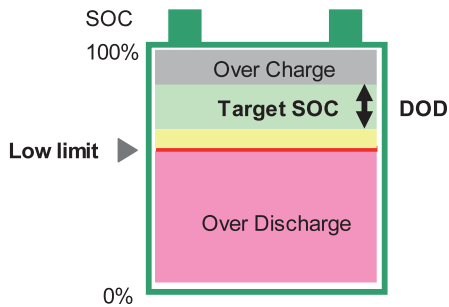 SOC
100%
Over Charge
Target SOC
DOD
Low limit
Over Discharge
0%